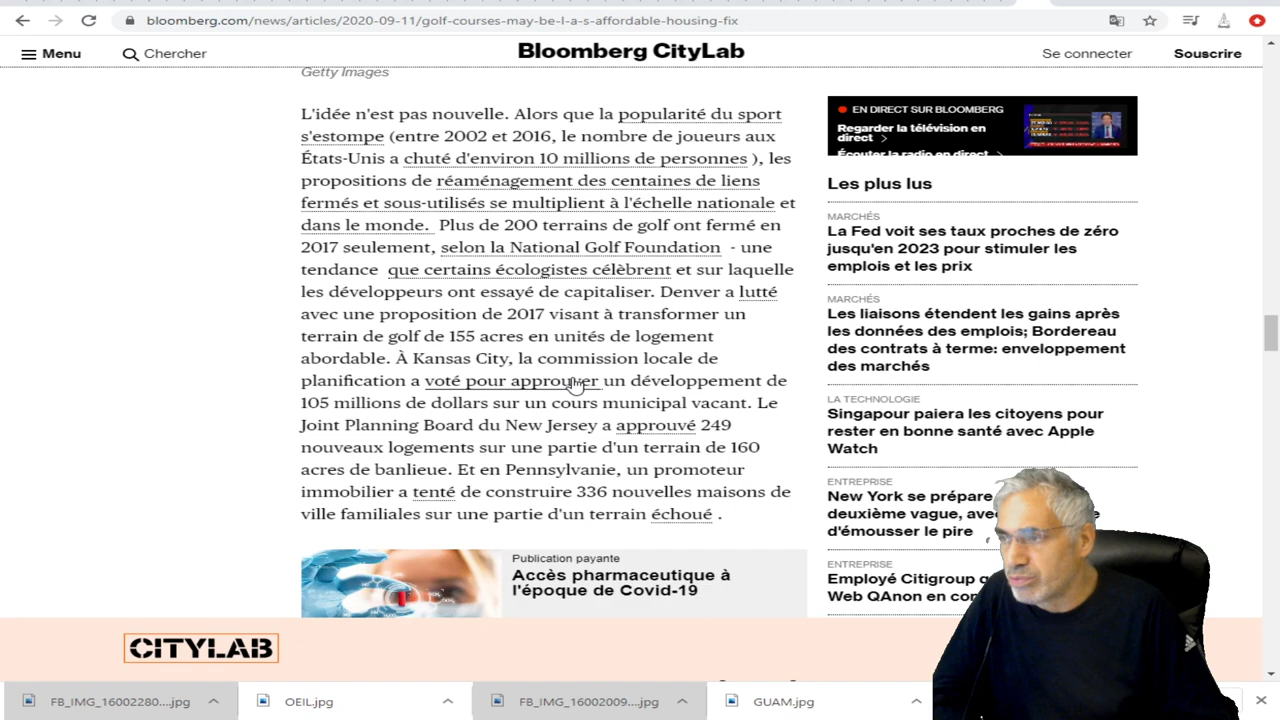 bloomberg.com/news/articles/2020-09-11/golf-courses-may-be-l-a-s-affordable-housing-fix
Menu
Chercher
Bloomberg CityLab
Se connecter
Souscrire
Getty Images
L'idée n'est pas nouvelle. Alors que la popularité du sport
s'estompe (entre 2002 et 2016, le nombre de joueurs aux
États-Unis a chuté d'environ 10 millions de personnes ), les
propositions de réaménagement des centaines de liens
fermés et sous-utilisés se multiplient à l'échelle nationale et
dans le monde. Plus de 200 terrains de golf ont fermé en
2017 seulement, selon la National Golf Foundation - une
tendance que certains écologistes célèbrent et sur laquelle
les développeurs ont essayé de capitaliser. Denver a lutté
avec une proposition de 2017 visant à transformer un
terrain de golf de 155 acres en unités de logement
abordable. À Kansas City, la commission locale de
planification a voté pour approuver un développement de
105 millions de dollars sur un cours municipal vacant. Le
Joint Planning Board du New Jersey a approuvé 249
nouveaux logements sur une partie d'un terrain de 160
acres de banlieue. Et en Pennsylvanie, un promoteur
immobilier a tenté de construire 336 nouvelles maisons de
ville familiales sur une partie d'un terrain échoué .
Publication payante
Accès pharmaceutique à
l'époque de Covid-19
EN DIRECT SUR BLOOMBERG
Regarder la télévision en
direct >
Écouter la radio en direct >
Les plus lus
MARCHÉS
La Fed voit ses taux proches de zéro
jusqu'en 2023 pour stimuler les
emplois et les prix
MARCHÉS
Les liaisons étendent les gains après
les données des emplois; Bordereau
des contrats à terme: enveloppement
des marchés
LA TECHNOLOGIE
Singapour paiera les citoyens pour
rester en bonne santé avec Apple
Watch
ENTREPRISE
New York se prépare
deuxième vague,
d'émousser le pire
ENTREPRISE
Employé Citigroup
Web QAnon en
CITYLAB
FB_IMG_16002280...jpg
OEIL.jpg
FB_IMG_16002009...jpg
GUAM.jpg